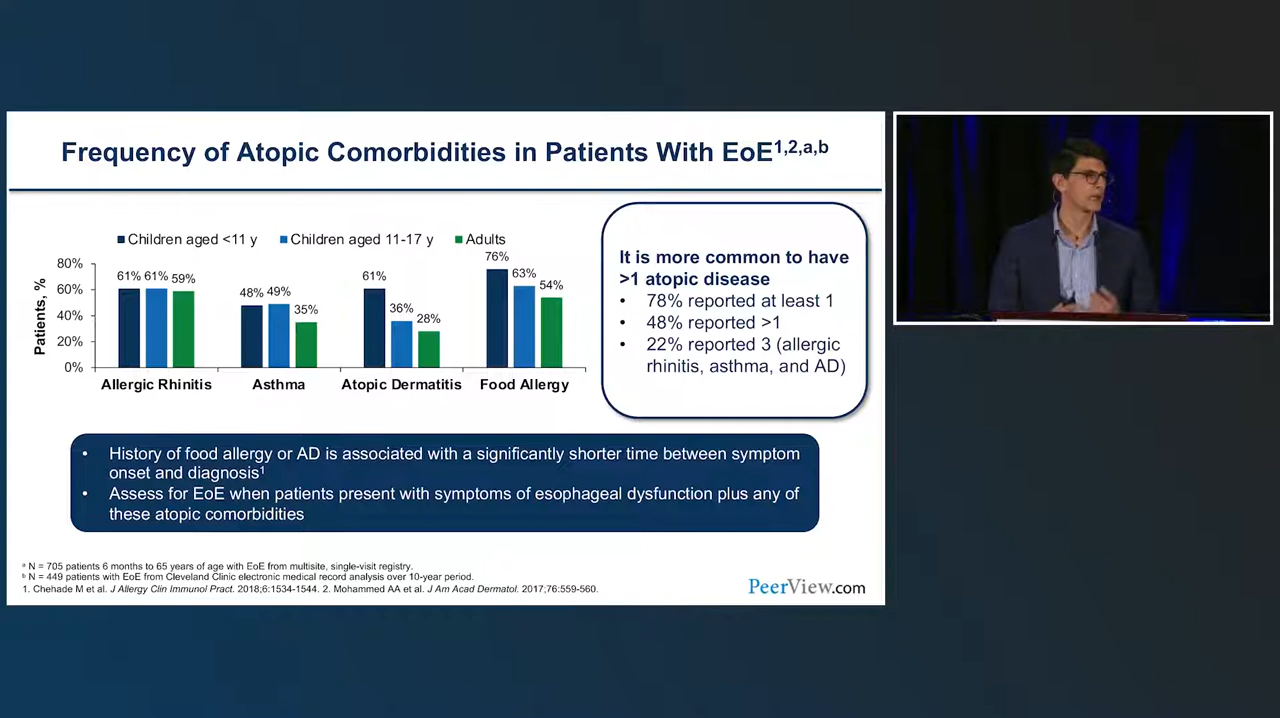 Frequency of Atopic Comorbidities in Patients With EoE1,2,a,b
Children aged <11 y Children aged 11-17 y Adults
Patients, %
80%
60%
40%
20%
0%
61% 61% 59%
48% 49% 35%
61% 36% 28%
76% 63% 54%
Allergic Rhinitis Asthma Atopic Dermatitis Food Allergy
It is more common to have
>1 atopic disease
• 78% reported at least 1
• 48% reported >1
• 22% reported 3 (allergic
rhinitis, asthma, and AD)
• History of food allergy or AD is associated with a significantly shorter time between symptom
onset and diagnosis1
• Assess for EoE when patients present with symptoms of esophageal dysfunction plus any of
these atopic comorbidities
a N = 705 patients 6 months to 65 years of age with EoE from multisite, single-visit registry.
b N = 449 patients with EoE from Cleveland Clinic electronic medical record analysis over 10-year period.
1. Chehade M et al. J Allergy Clin Immunol Pract. 2018;6:1534-1544. 2. Mohammed AA et al. J Am Acad Dermatol. 2017;76:559-560.
PeerView.com